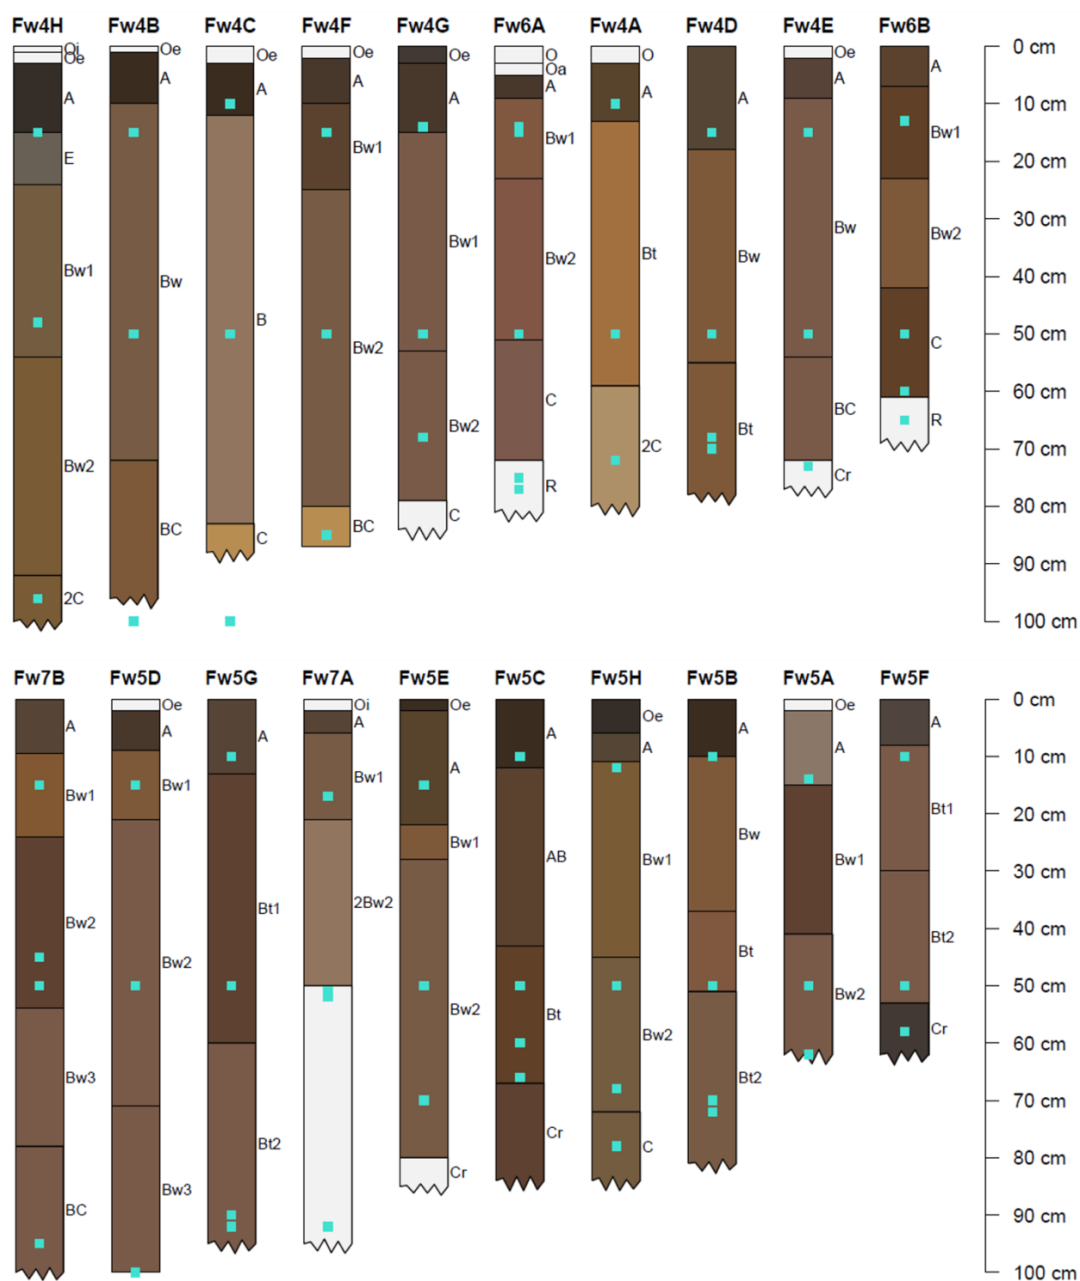 Fw4H Fw4B Fw4C Fw4F Fw4G Fw6A Fw4A Fw4D Fw4E Fw6B
Oi
Oe
A
E
Bw1
Bw2
2C
Oe
A
Bw
BC
Oe
A
B
C
Oe
A
Bw1
Bw2
BC
Oe
A
Bw1
Bw2
C
O
Oa
A
Bw1
Bw2
C
R
O
A
Bt
2C
A
Bw
Bt
Oe
A
Bw
BC
Cr
A
Bw1
Bw2
C
R
0 cm
10 cm
20 cm
30 cm
40 cm
50 cm
60 cm
70 cm
80 cm
90 cm
100 cm
Fw7B Fw5D Fw5G Fw7A Fw5E Fw5C Fw5H Fw5B Fw5A Fw5F
A
Bw1
Bw2
Bw3
BC
Oe
A
Bw1
Bw2
Bw3
A
Bt1
Bt2
Oi
A
Bw1
2Bw2
Oe
A
Bw1
Bw2
Cr
A
AB
Bt
Cr
Oe
A
Bw1
Bw2
C
A
Bw
Bt
Bt2
Oe
A
Bw1
Bw2
A
Bt1
Bt2
Cr
0 cm
10 cm
20 cm
30 cm
40 cm
50 cm
60 cm
70 cm
80 cm
90 cm
100 cm